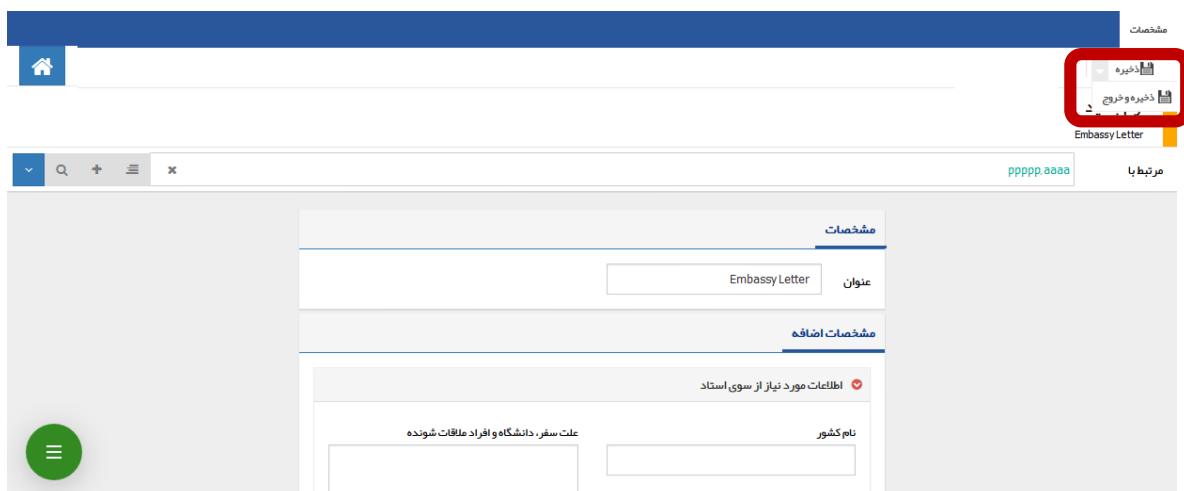 مشخصات
ذخیره
ذخیره و خروج
Embassy Letter
مرتبط با
ppppp.aaaa
مشخصات
عنوان
Embassy Letter
مشخصات اضافه
اطلاعات مورد نیاز از سوی استاد
نام کشور
علت سفر، دانشگاه و افراد ملاقات شونده